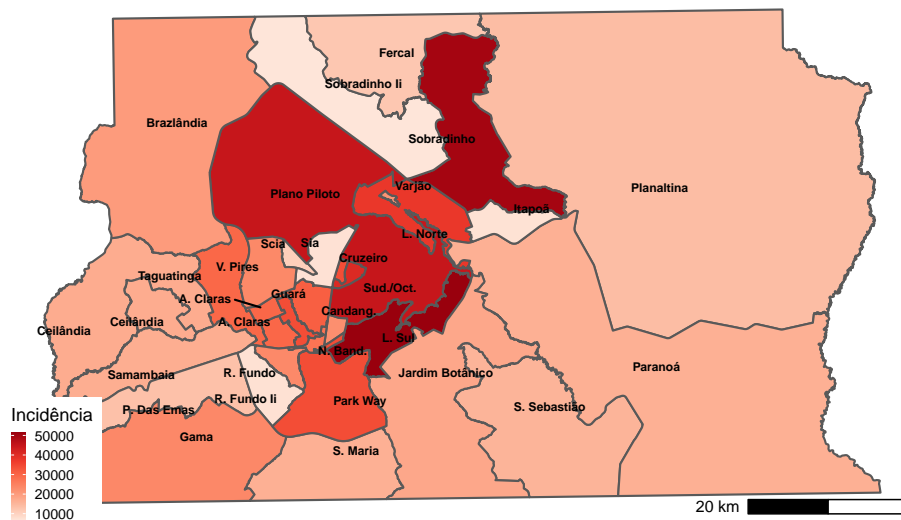 Fercal
Sobradinho Ii
Brazlândia
Sobradinho
Varjão
Planaltina
Plano Piloto
Itapoã
L. Norte
Scia
Sia
Cruzeiro
V. Pires
Taguatinga
Guará
Sud./Oct.
A. Claras
Candang.
Ceilândia
Ceilândia
A. Claras
L. Sul
N. Band.
Paranoá
Samambaia
R. Fundo
Jardim Botânico
R. Fundo Ii
Park Way
S. Sebastião
P. Das Emas
Gama
S. Maria
Incidência
50000
40000
30000
20000
10000
20 km